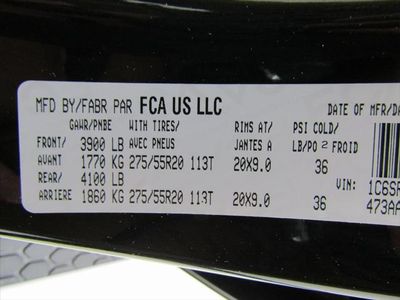 MFD BY/FABR PAR FCA US LLC DATE OF MFR/DA
GAWR/PNBE WITH TIRES/ RIMS AT/ PSI COLD/
FRONT/ 3900 LB AVEC PNEUS JANTES A LB/PO² FROID
AVANT 1770 KG 275/55R20 113T 20X9.0 36
REAR/ 4100 LB VIN: 1C6SR
ARRIERE 1860 KG 275/55R20 113T 20X9.0 36 473AA